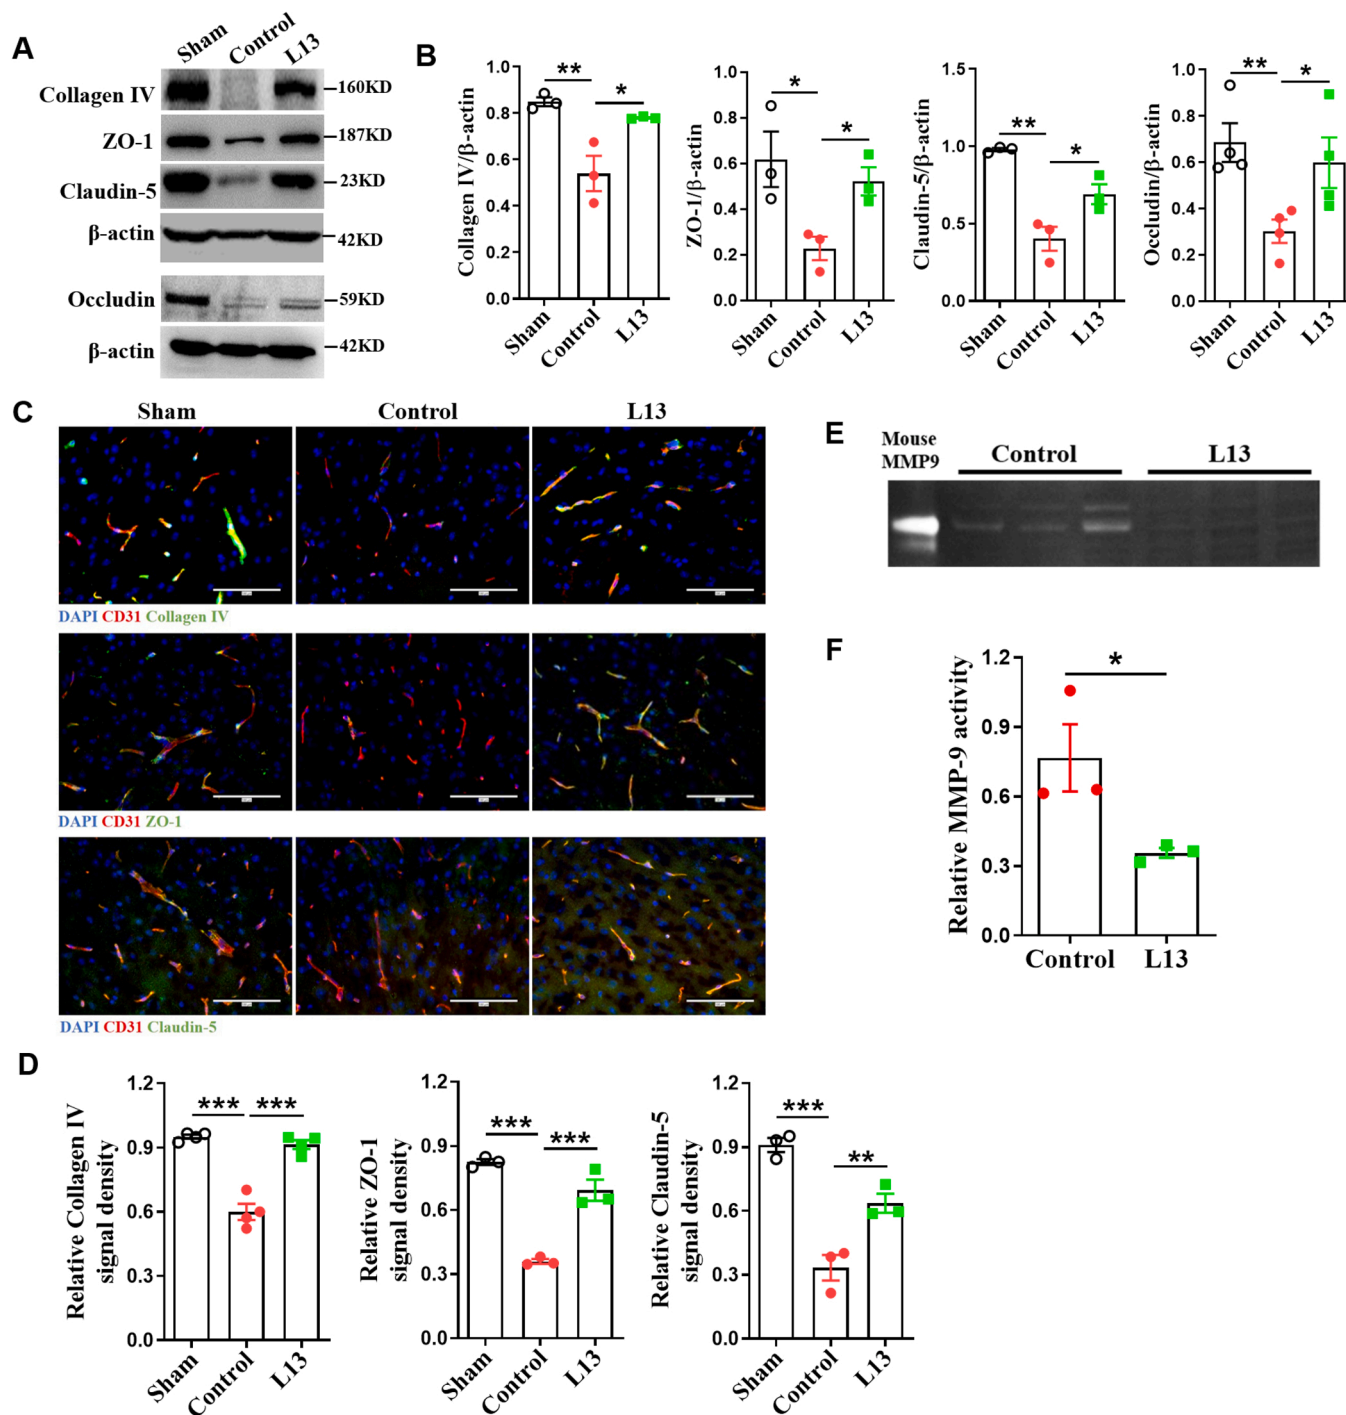 A
Sham Control L13
Collagen IV
160KD
ZO-1
187KD
Claudin-5
23KD
β-actin
42KD
Occludin
59KD
β-actin
42KD
B
Collagen IV/β-actin
1.0
0.8
0.6
0.4
0.2
0.0
** *
Sham Control L13
ZO-1/β-actin
1.0
0.8
0.6
0.4
0.2
0.0
* *
Sham Control L13
Claudin-5/β-actin
1.5
1.0
0.5
0.0
** *
Sham Control L13
Occludin/β-actin
1.0
0.8
0.6
0.4
0.2
0.0
** *
Sham Control L13
C
Sham Control L13
DAPI CD31 Collagen IV
DAPI CD31 ZO-1
DAPI CD31 Claudin-5
D
Relative Collagen IV
signal density
1.2
0.9
0.6
0.3
0.0
*** ***
Sham Control L13
Relative ZO-1
signal density
1.2
0.9
0.6
0.3
0.0
*** ***
Sham Control L13
Relative Claudin-5
signal density
1.2
0.9
0.6
0.3
0.0
*** **
Sham Control L13
E
Mouse
MMP9
Control L13
F
Relative MMP-9 activity
1.2
0.9
0.6
0.3
0.0
*
Control L13